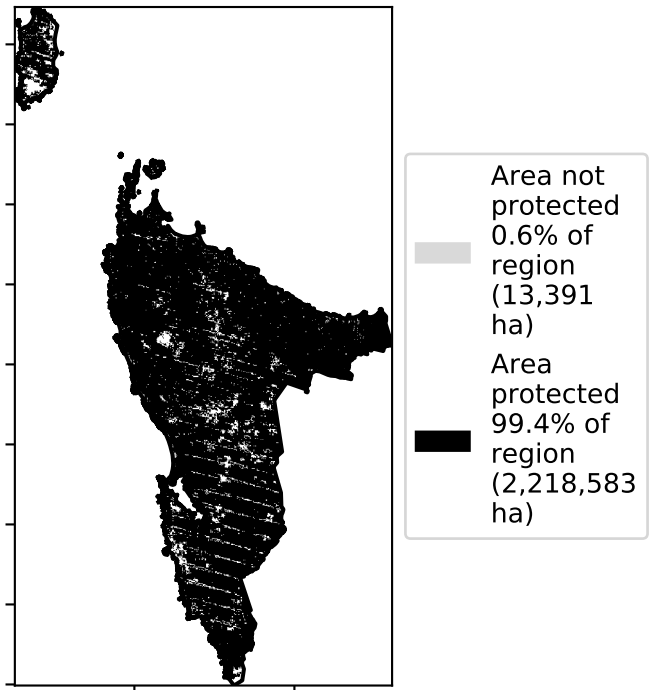 Area not
protected
0.6% of
region
(13,391
ha)
Area
protected
99.4% of
region
(2,218,583
ha)